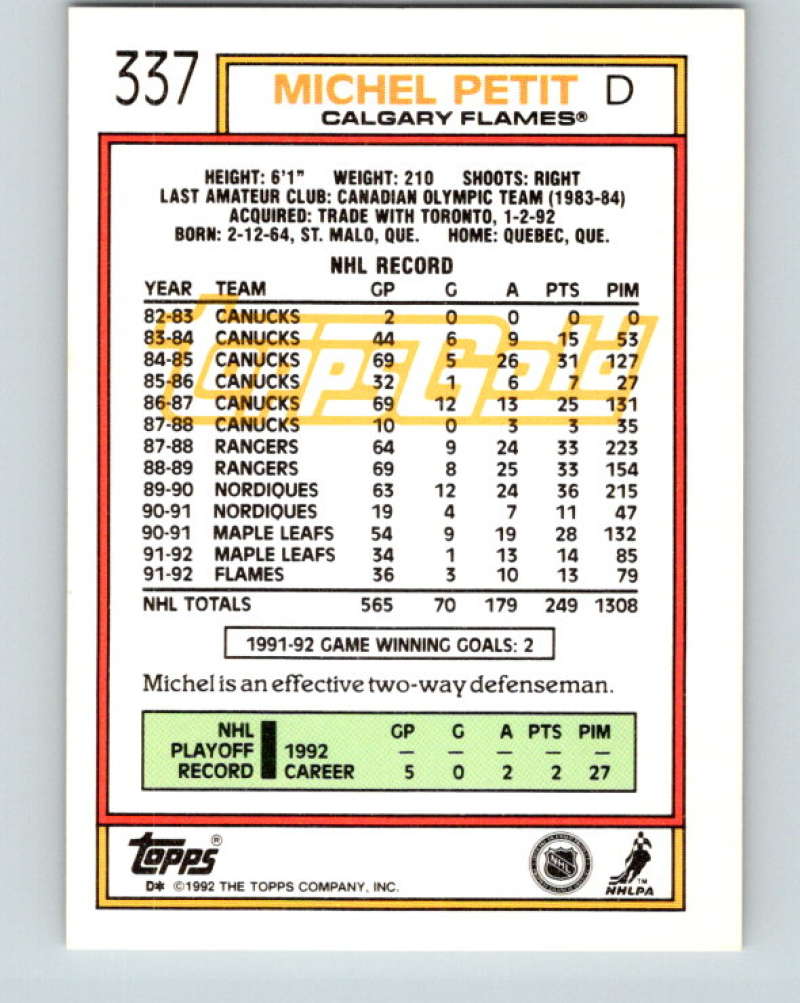 337
MICHEL PETIT D
CALGARY FLAMES®
HEIGHT: 6'1" WEIGHT: 210 SHOOTS: RIGHT
LAST AMATEUR CLUB: CANADIAN OLYMPIC TEAM (1983-84)
ACQUIRED: TRADE WITH TORONTO, 1-2-92
BORN: 2-12-64, ST. MALO, QUE. HOME: QUEBEC, QUE.
NHL RECORD
YEAR TEAM GP G A PTS PIM
82-83 CANUCKS 2 0 0 0 0
83-84 CANUCKS 44 6 9 15 53
84-85 CANUCKS 69 5 26 31 127
85-86 CANUCKS 32 1 6 7 27
86-87 CANUCKS 69 12 13 25 131
87-88 CANUCKS 10 0 3 3 35
87-88 RANGERS 64 9 24 33 223
88-89 RANGERS 69 8 25 33 154
89-90 NORDIQUES 63 12 24 36 215
90-91 NORDIQUES 19 4 7 11 47
90-91 MAPLE LEAFS 54 9 19 28 132
91-92 MAPLE LEAFS 34 1 13 14 85
91-92 FLAMES 36 3 10 13 79
NHL TOTALS 565 70 179 249 1308
ToppsGold
1991-92 GAME WINNING GOALS: 2
Michel is an effective two-way defenseman.
NHL GP G A PTS PIM
PLAYOFF 1992 — — — — —
RECORD CAREER 5 0 2 2 27
Topps®
D* ©1992 THE TOPPS COMPANY, INC.
NHL
NHLPA™